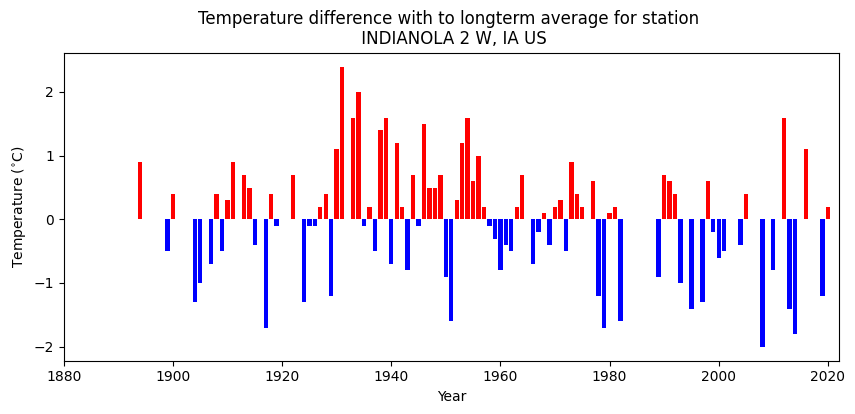 Temperature difference with to longterm average for station
INDIANOLA 2 W, IA US
Temperature (°C)
2
1
0
−1
−2
1880 1900 1920 1940 1960 1980 2000 2020
Year